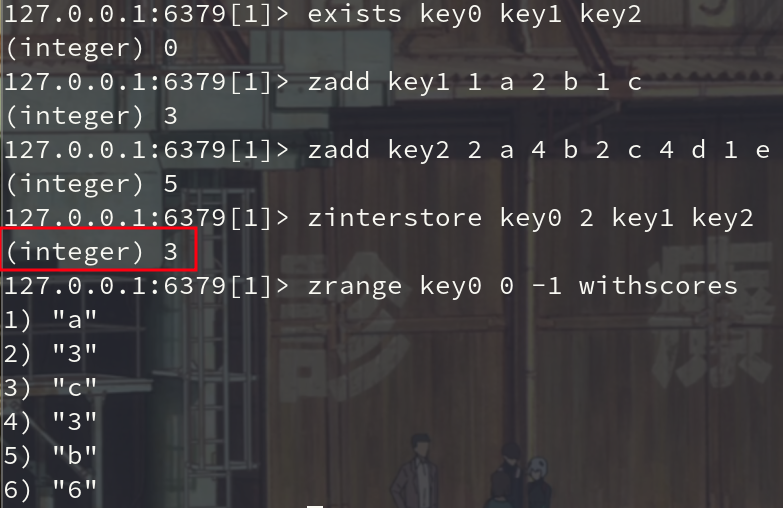 127.0.0.1:6379[1]> exists key0 key1 key2
(integer) 0
127.0.0.1:6379[1]> zadd key1 1 a 2 b 1 c
(integer) 3
127.0.0.1:6379[1]> zadd key2 2 a 4 b 2 c 4 d 1 e
(integer) 5
127.0.0.1:6379[1]> zinterstore key0 2 key1 key2
(integer) 3
127.0.0.1:6379[1]> zrange key0 0 -1 withscores
1) "a"
2) "3"
3) "c"
4) "3"
5) "b"
6) "6"
診